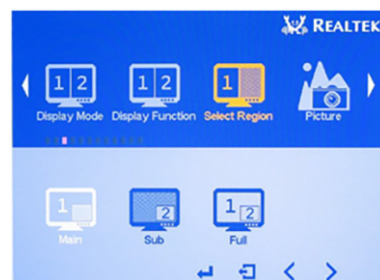 REALTEK
1 2 1 2 1
Display Mode Display Function Select Region Picture
1 2 1 2
Main Sub Full